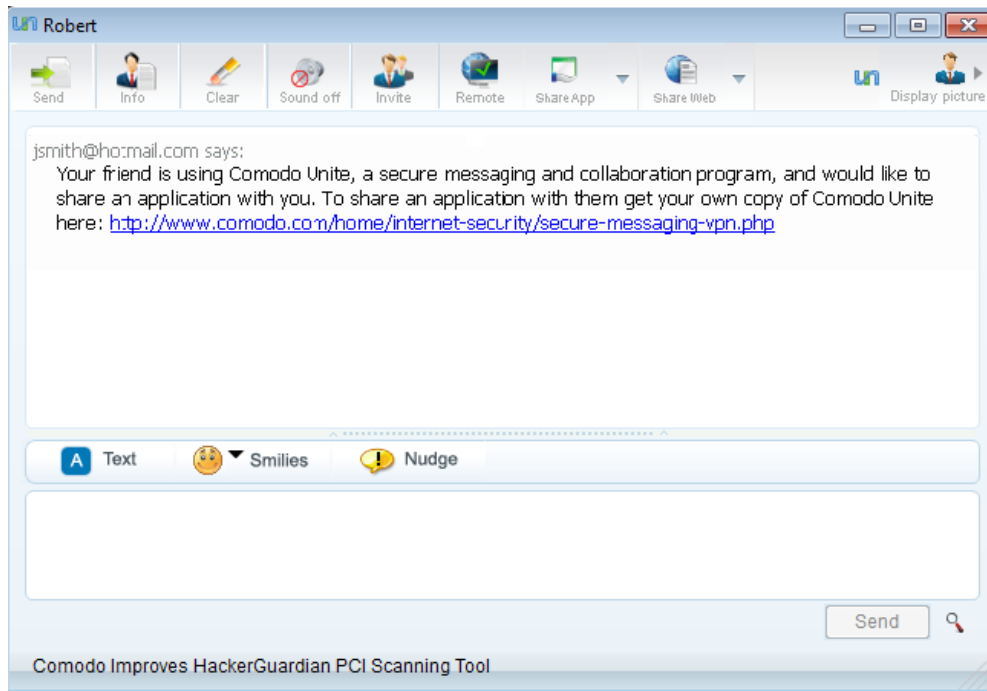 un Robert
Send Info Clear Sound off Invite Remote Share App Share Web un Display picture
jsmith@hotmail.com says:
Your friend is using Comodo Unite, a secure messaging and collaboration program, and would like to
share an application with you. To share an application with them get your own copy of Comodo Unite
here: http://www.comodo.com/home/internet-security/secure-messaging-vpn.php
A Text Smilies ! Nudge
Send
Comodo Improves HackerGuardian PCI Scanning Tool